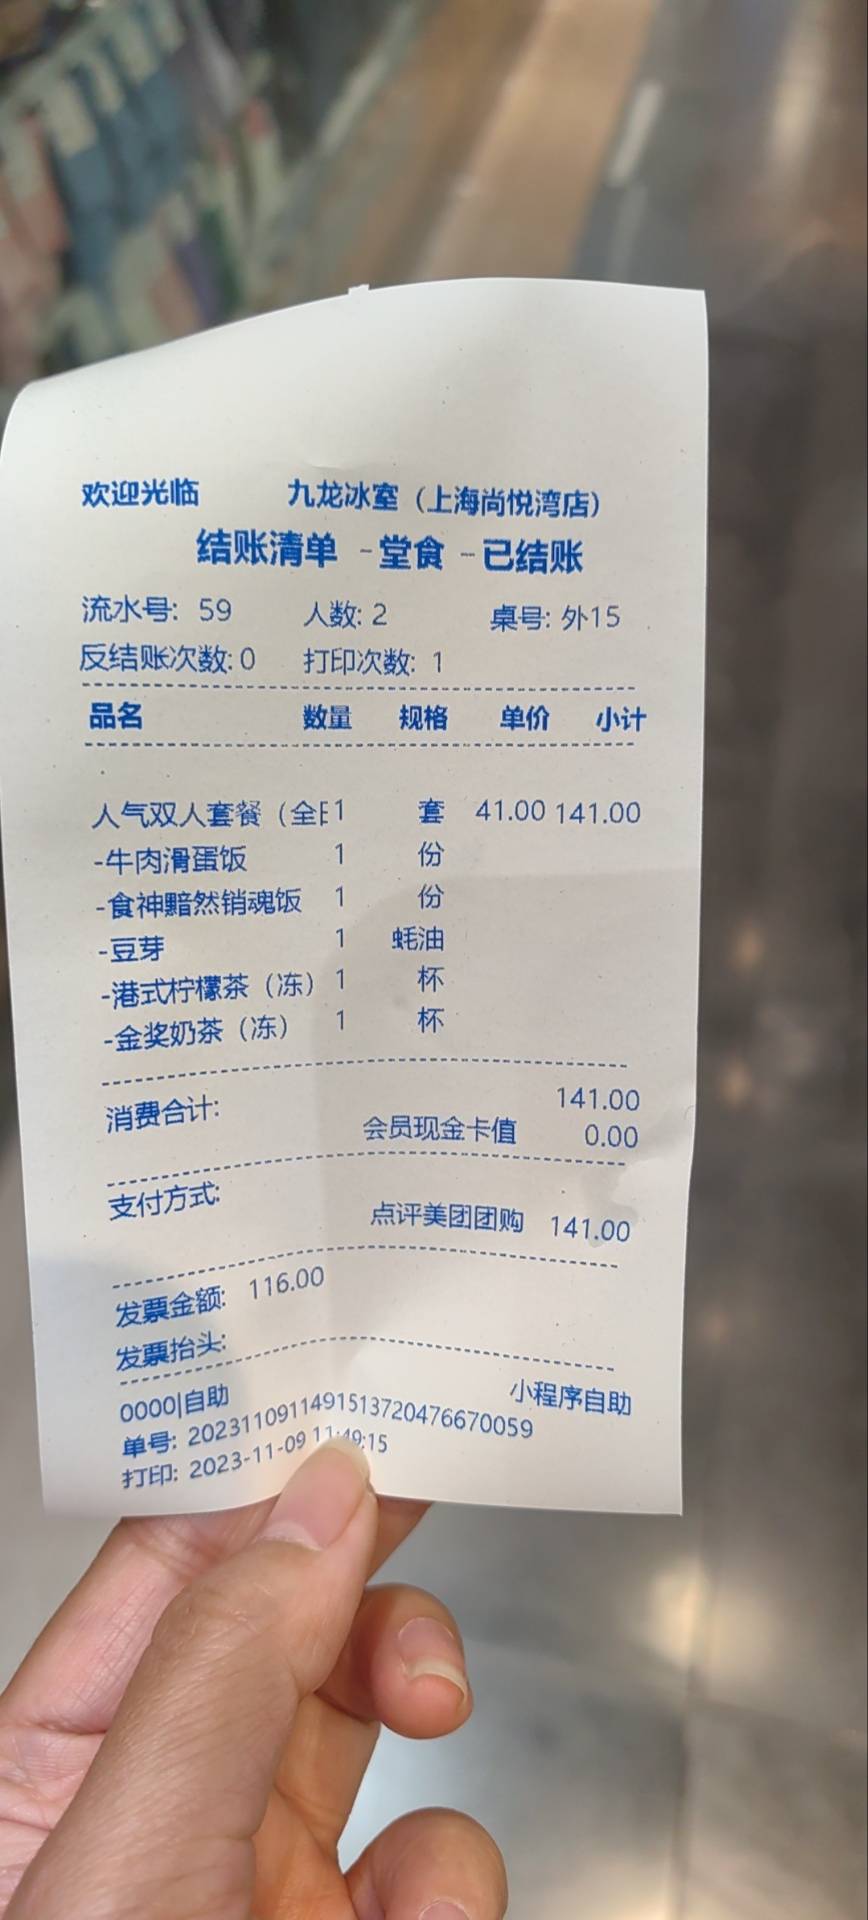 欢迎光临 九龙冰室（上海尚悦湾店）
结账清单 - 堂食 - 已结账
流水号: 59 人数: 2 桌号: 外15
反结账次数: 0 打印次数: 1
品名 数量 规格 单价 小计
人气双人套餐（全日 1 套 41.00 141.00
-牛肉滑蛋饭 1 份
-食神黯然销魂饭 1 份
-豆芽 1 蚝油
-港式柠檬茶（冻） 1 杯
-金奖奶茶（冻） 1 杯
消费合计: 141.00
会员现金卡值 0.00
支付方式:
点评美团团购 141.00
发票金额: 116.00
发票抬头:
0000|自助 小程序自助
单号: 2023110911491513720476670059
打印: 2023-11-09 11:49:15